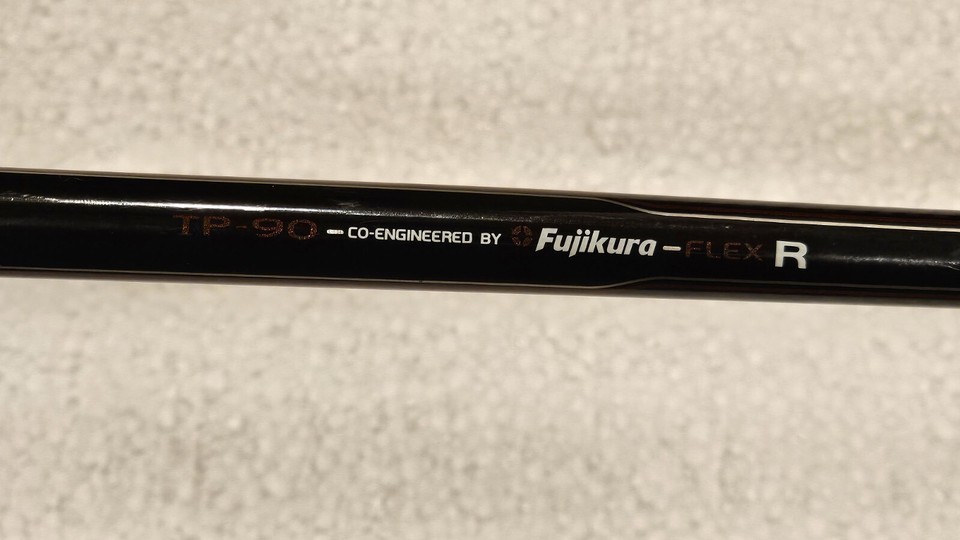 TP-90 – CO-ENGINEERED BY Fujikura – FLEX R